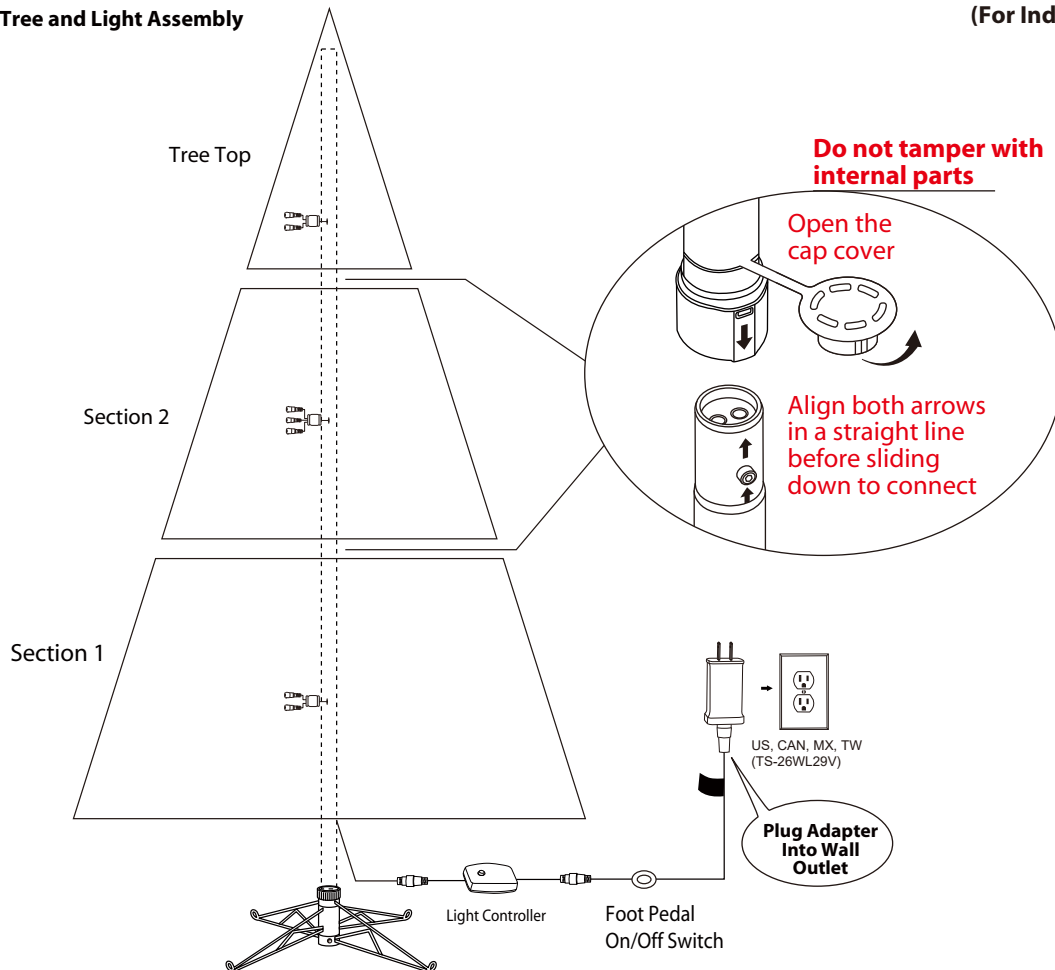 Tree and Light Assembly
(For Ind
Tree Top
Do not tamper with
internal parts
Open the
cap cover
Section 2
Align both arrows
in a straight line
before sliding
down to connect
Section 1
US, CAN, MX, TW
(TS-26WL29V)
Plug Adapter
Into Wall
Outlet
Light Controller
Foot Pedal
On/Off Switch